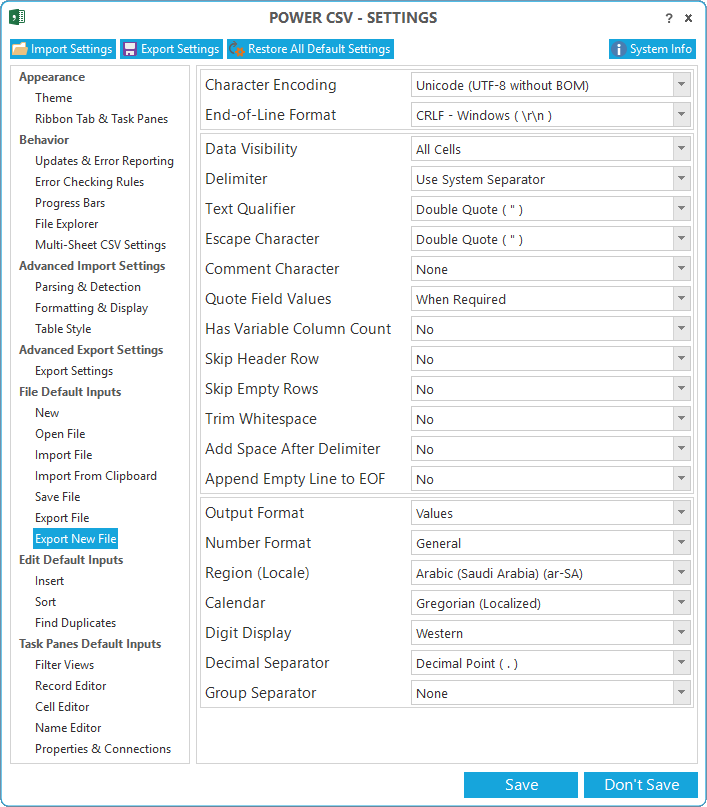 POWER CSV - SETTINGS
? x
Import Settings Export Settings Restore All Default Settings System Info
Appearance
Theme
Ribbon Tab & Task Panes
Behavior
Updates & Error Reporting
Error Checking Rules
Progress Bars
File Explorer
Multi-Sheet CSV Settings
Advanced Import Settings
Parsing & Detection
Formatting & Display
Table Style
Advanced Export Settings
Export Settings
File Default Inputs
New
Open File
Import File
Import From Clipboard
Save File
Export File
Export New File
Edit Default Inputs
Insert
Sort
Find Duplicates
Task Panes Default Inputs
Filter Views
Record Editor
Cell Editor
Name Editor
Properties & Connections
Character Encoding Unicode (UTF-8 without BOM)
End-of-Line Format CRLF - Windows ( \r\n )
Data Visibility All Cells
Delimiter Use System Separator
Text Qualifier Double Quote ( " )
Escape Character Double Quote ( " )
Comment Character None
Quote Field Values When Required
Has Variable Column Count No
Skip Header Row No
Skip Empty Rows No
Trim Whitespace No
Add Space After Delimiter No
Append Empty Line to EOF No
Output Format Values
Number Format General
Region (Locale) Arabic (Saudi Arabia) (ar-SA)
Calendar Gregorian (Localized)
Digit Display Western
Decimal Separator Decimal Point ( . )
Group Separator None
Save Don't Save